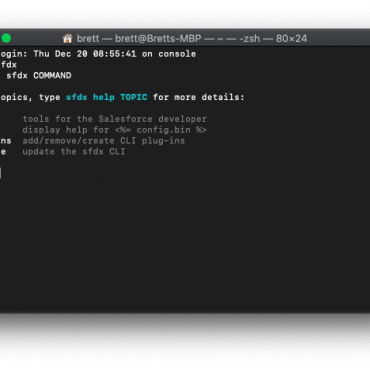 brett — brett@Bretts-MBP — ~ — -zsh — 80×24
ogin: Thu Dec 20 08:55:41 on console
fdx
sfdx COMMAND
opics, type sfdx help TOPIC for more details:
tools for the Salesforce developer
display help for <%= config.bin %>
ns add/remove/create CLI plug-ins
e update the sfdx CLI